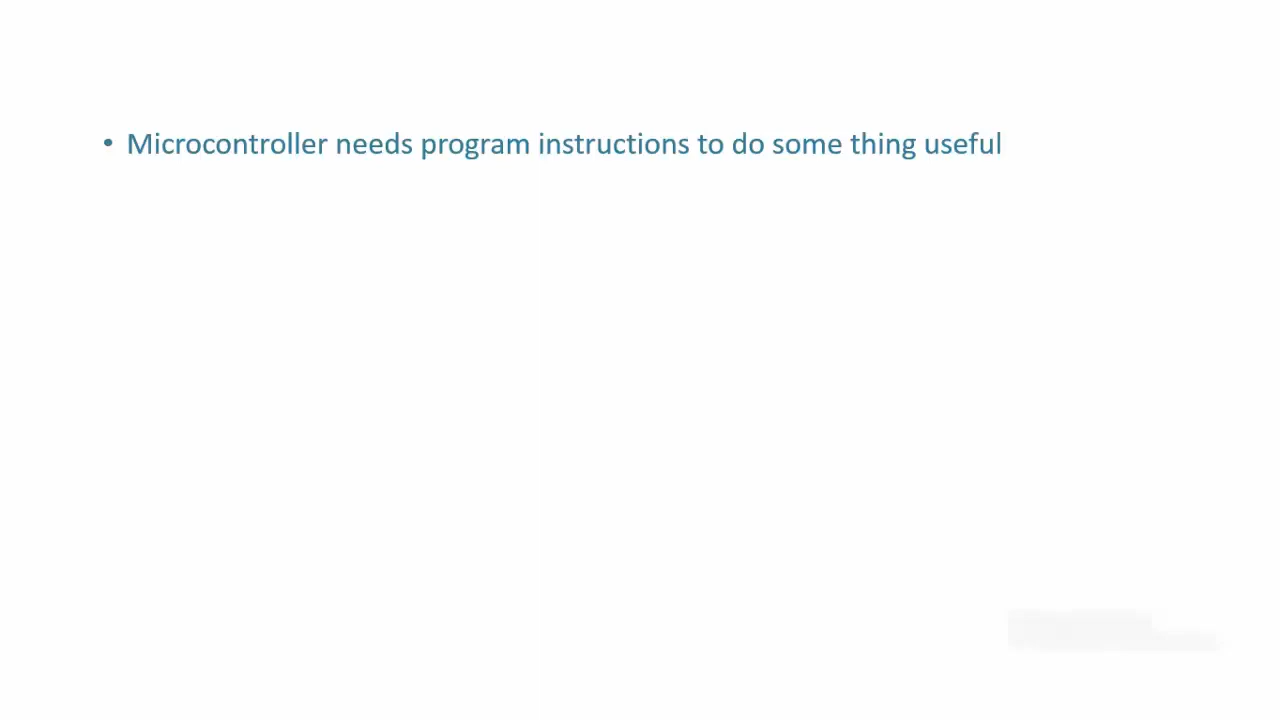 • Microcontroller needs program instructions to do some thing useful